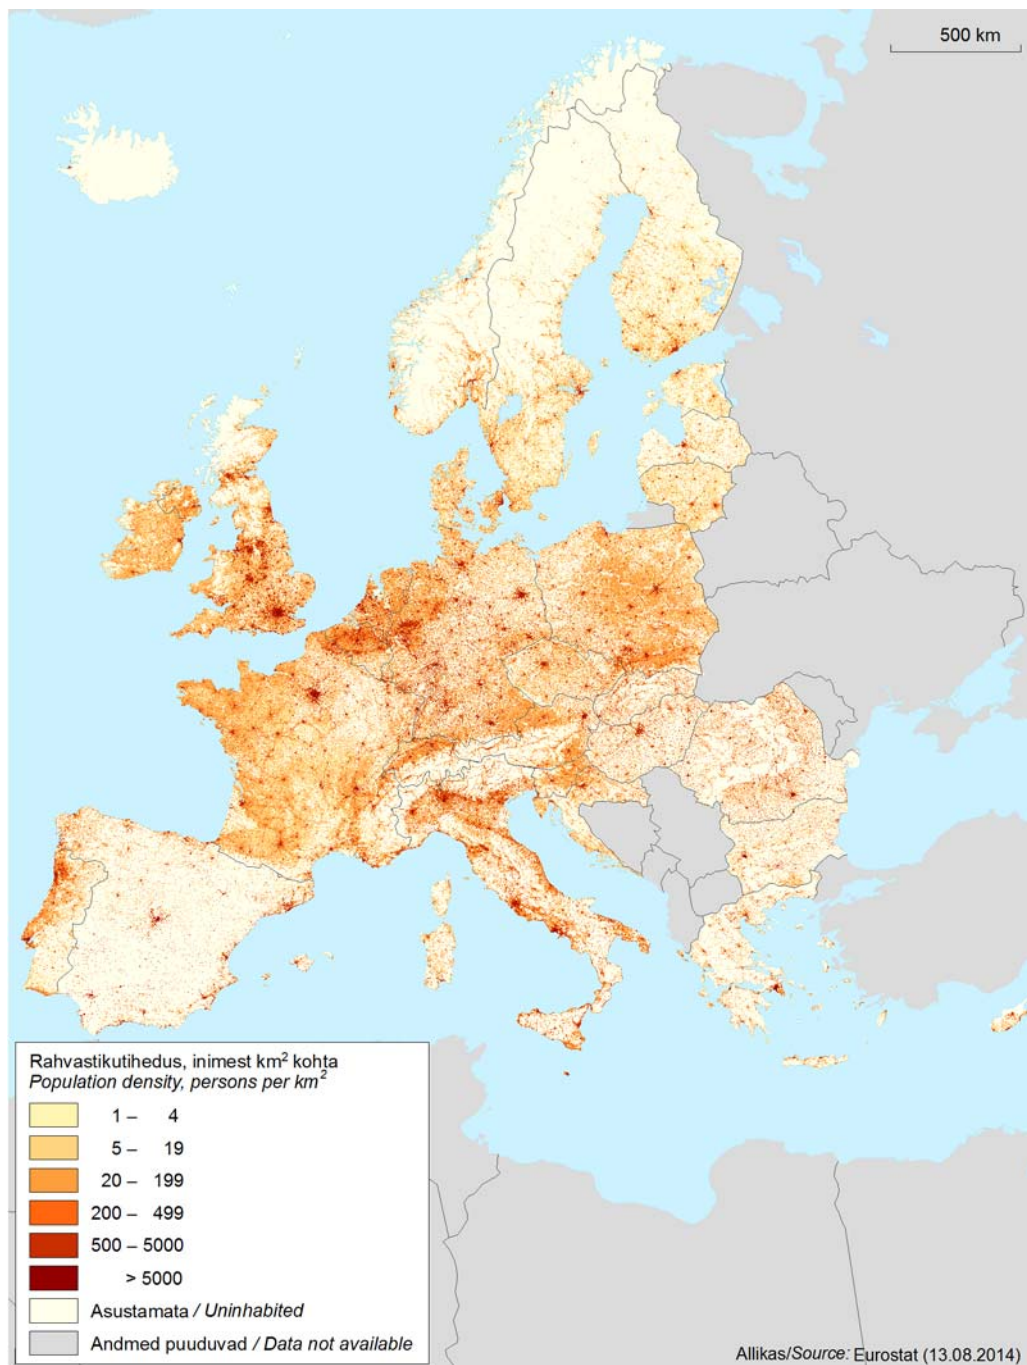 500 km
Rahvastikutihedus, inimest km² kohta
Population density, persons per km²
1 – 4
5 – 19
20 – 199
200 – 499
500 – 5000
> 5000
Asustamata / Uninhabited
Andmed puuduvad / Data not available
Allikas/Source: Eurostat (13.08.2014)